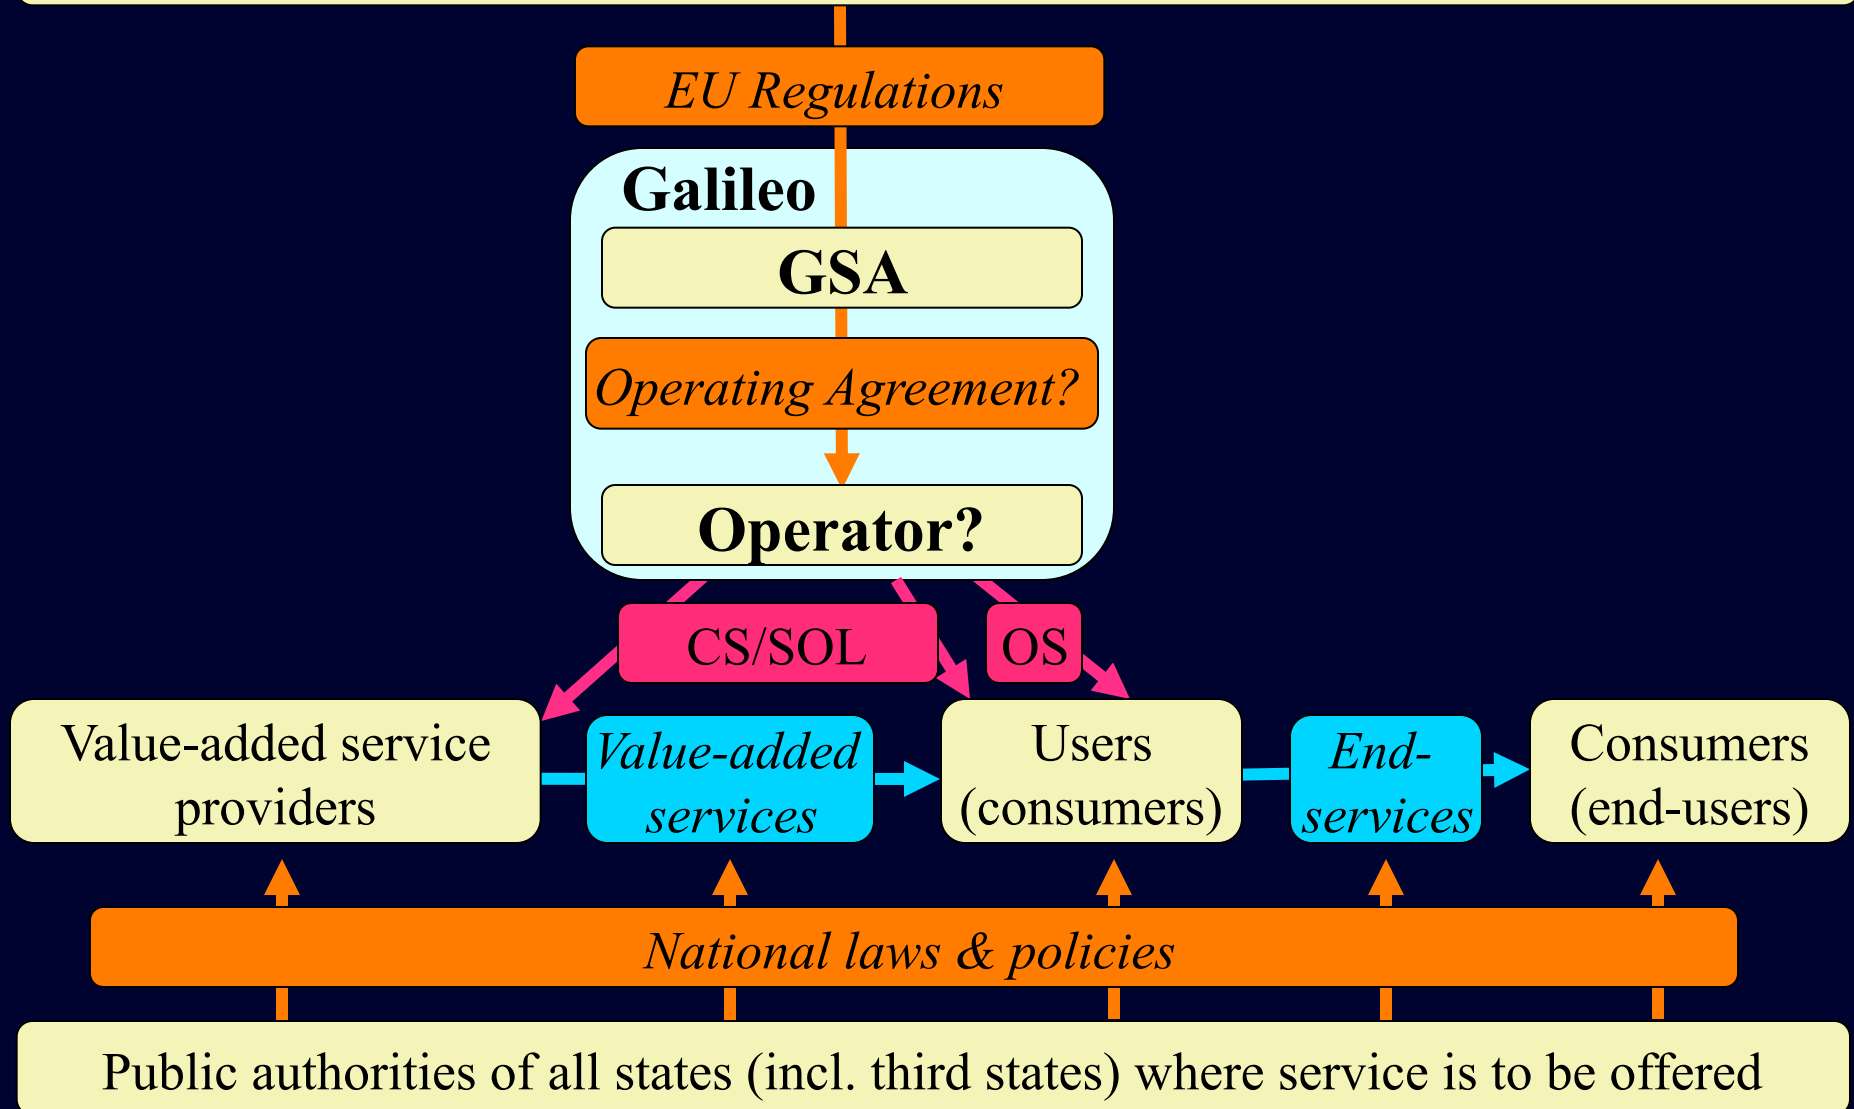 EU Regulations
Galileo
GSA
Operating Agreement?
Operator?
CS/SOL
OS
Value-added service
providers
Value-added
services
Users
(consumers)
End-
services
Consumers
(end-users)
National laws & policies
Public authorities of all states (incl. third states) where service is to be offered